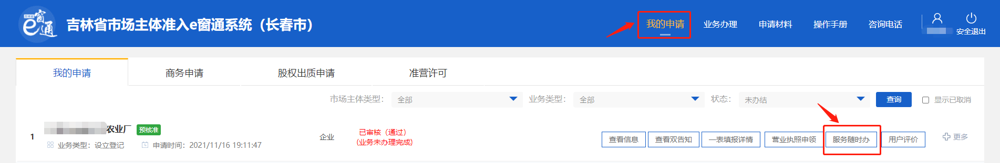 吉林省
e窗通
吉林省市场主体准入e窗通系统（长春市）
我的申请 业务办理 申请材料 操作手册 咨询电话 安全退出
我的申请 商务申请 股权出质申请 准营许可
市场主体类型： 全部 业务类型： 全部 状态： 未办结 查询 显示已取消
1 农业厂 预核准
业务类型：设立登记 申请时间：2021/11/16 19:11:47
企业
已审核（通过）
(业务未办理完成)
查看信息 查看双告知 一表填报详情 营业执照申领 服务随时办 用户评价 更多